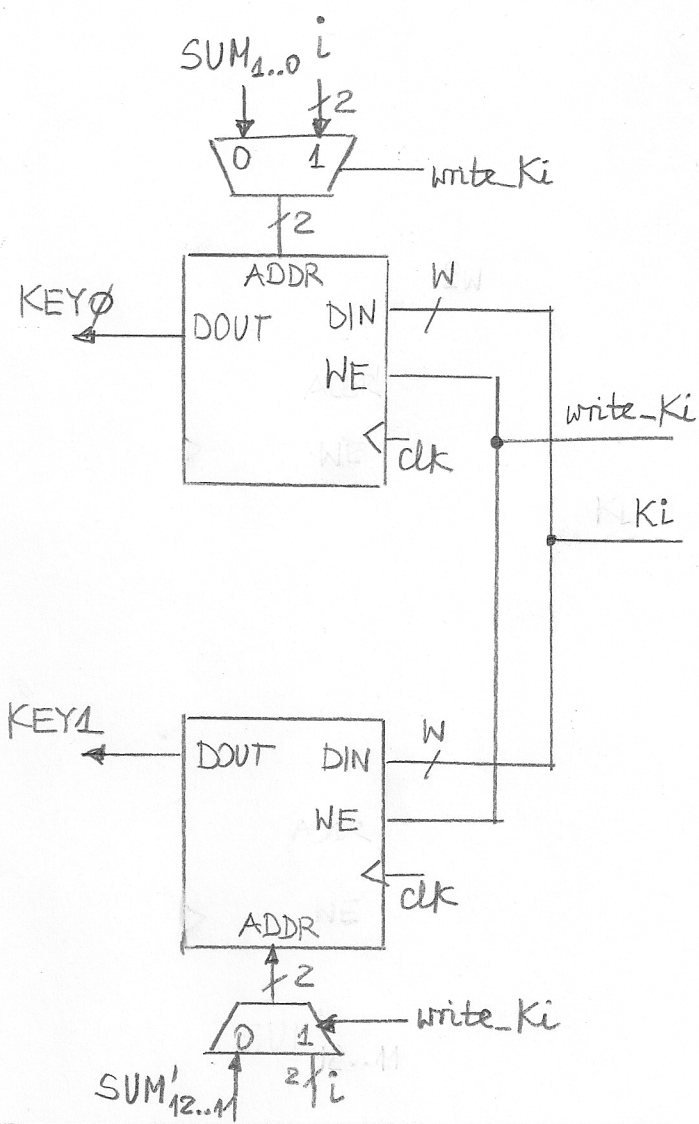 SUM1..0 i
2
0 1
write_Ki
2
ADDR
W
KEY0
DOUT DIN
WE
write_Ki
clk
Ki
KEY1
W
DOUT DIN
WE
clk
ADDR
2
write_Ki
0 1
SUM'12..11 2 i